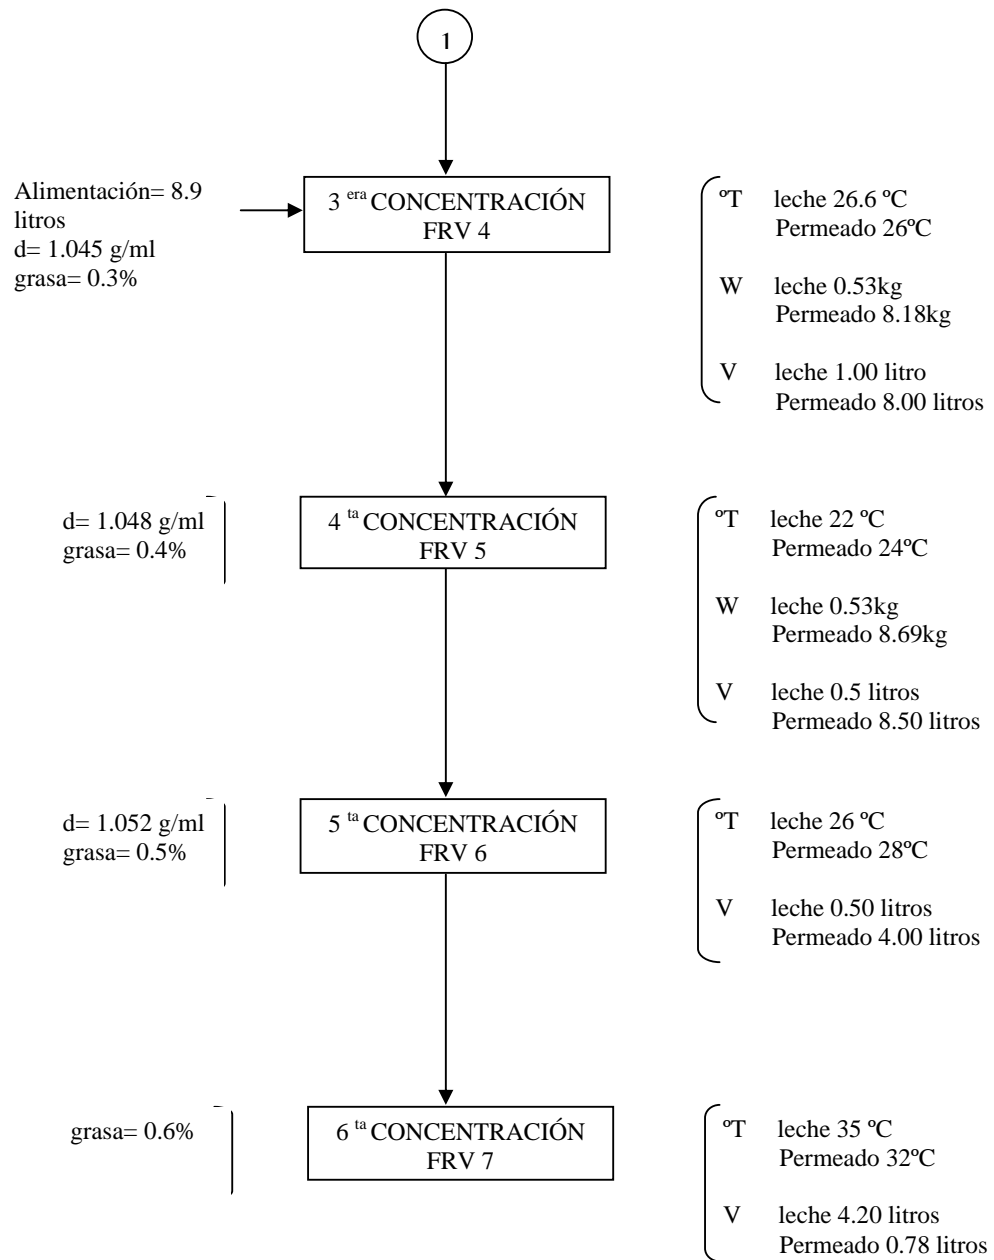 1
Alimentación= 8.9
litros
d= 1.045 g/ml
grasa= 0.3%
3 era CONCENTRACIÓN
FRV 4
ºT leche 26.6 ºC
Permeado 26ºC
W leche 0.53kg
Permeado 8.18kg
V leche 1.00 litro
Permeado 8.00 litros
d= 1.048 g/ml
grasa= 0.4%
4 ta CONCENTRACIÓN
FRV 5
ºT leche 22 ºC
Permeado 24ºC
W leche 0.53kg
Permeado 8.69kg
V leche 0.5 litros
Permeado 8.50 litros
d= 1.052 g/ml
grasa= 0.5%
5 ta CONCENTRACIÓN
FRV 6
ºT leche 26 ºC
Permeado 28ºC
V leche 0.50 litros
Permeado 4.00 litros
grasa= 0.6%
6 ta CONCENTRACIÓN
FRV 7
ºT leche 35 ºC
Permeado 32ºC
V leche 4.20 litros
Permeado 0.78 litros